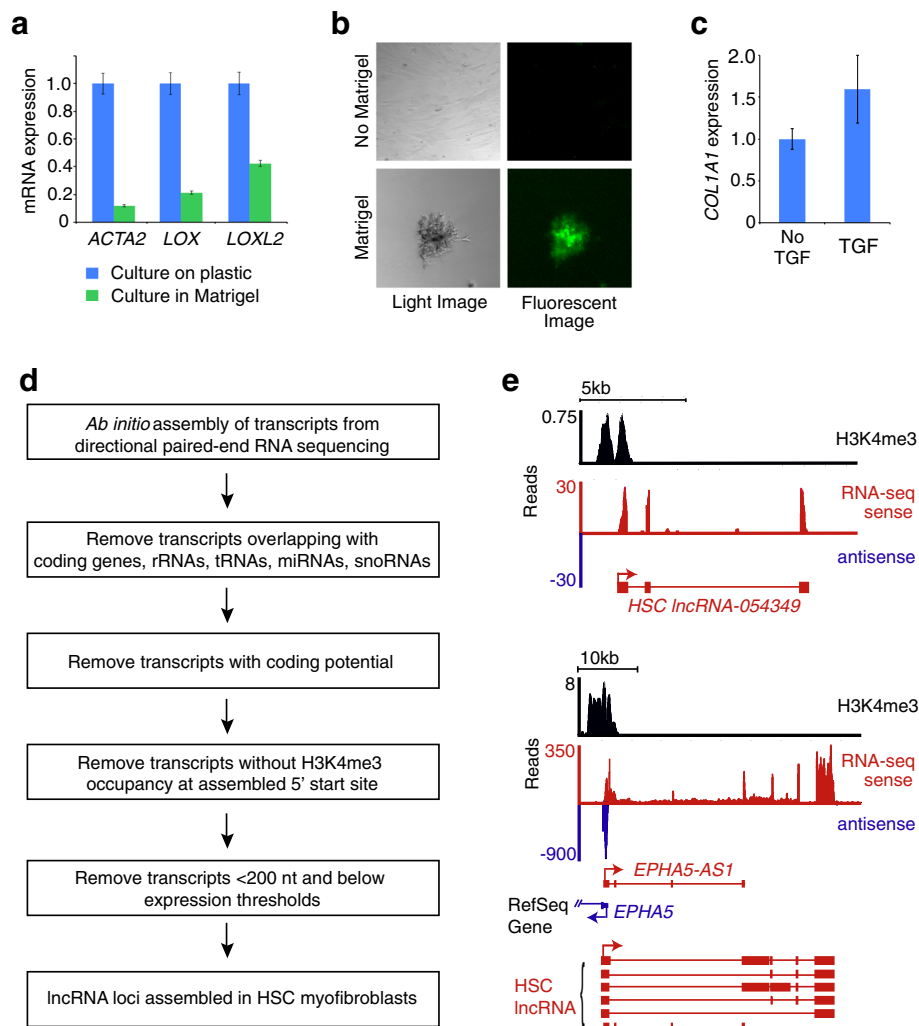 a
mRNA expression
1.0
0.8
0.6
0.4
0.2
0
ACTA2 LOX LOXL2
Culture on plastic
Culture in Matrigel
b
No Matrigel
Matrigel
Light Image
Fluorescent
Image
c
COL1A1 expression
2.0
1.5
1.0
0.5
0.0
No
TGF
TGF
d
Ab initio assembly of transcripts from
directional paired-end RNA sequencing
Remove transcripts overlapping with
coding genes, rRNAs, tRNAs, miRNAs, snoRNAs
Remove transcripts with coding potential
Remove transcripts without H3K4me3
occupancy at assembled 5' start site
Remove transcripts <200 nt and below
expression thresholds
lncRNA loci assembled in HSC myofibroblasts
e
5kb
0.75
H3K4me3
Reads
30
RNA-seq
sense
antisense
-30
HSC lncRNA-054349
10kb
8
H3K4me3
Reads
350
RNA-seq
sense
antisense
-900
EPHA5-AS1
RefSeq
Gene
EPHA5
HSC
lncRNA